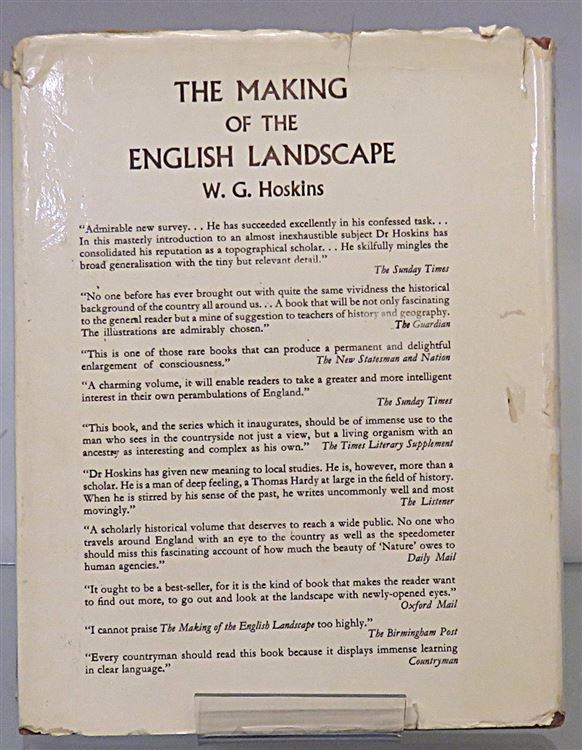 THE MAKING
OF THE
ENGLISH LANDSCAPE
W. G. Hoskins
"Admirable new survey. . . He has succeeded excellently in his confessed task. . .
In this masterly introduction to an almost inexhaustible subject Dr Hoskins has
consolidated his reputation as a topographical scholar. . . He skilfully mingles the
broad generalisation with the tiny but relevant detail."
The Sunday Times
"No one before has ever brought out with quite the same vividness the historical
background of the country all around us. . . A book that will be not only fascinating
to the general reader but a mine of suggestion to teachers of history and geography.
The illustrations are admirably chosen." The Guardian
"This is one of those rare books that can produce a permanent and delightful
enlargement of consciousness." The New Statesman and Nation
"A charming volume, it will enable readers to take a greater and more intelligent
interest in their own perambulations of England."
The Sunday Times
"This book, and the series which it inaugurates, should be of immense use to the
man who sees in the countryside not just a view, but a living organism with an
ancestry as interesting and complex as his own." The Times Literary Supplement
"Dr Hoskins has given new meaning to local studies. He is, however, more than a
scholar. He is a man of deep feeling, a Thomas Hardy at large in the field of history.
When he is stirred by his sense of the past, he writes uncommonly well and most
movingly." The Listener
"A scholarly historical volume that deserves to reach a wide public. No one who
travels around England with an eye to the country as well as the speedometer
should miss this fascinating account of how much the beauty of 'Nature' owes to
human agencies." Daily Mail
"It ought to be a best-seller, for it is the kind of book that makes the reader want
to find out more, to go out and look at the landscape with newly-opened eyes."
Oxford Mail
"I cannot praise The Making of the English Landscape too highly."
The Birmingham Post
"Every countryman should read this book because it displays immense learning
in clear language." Countryman